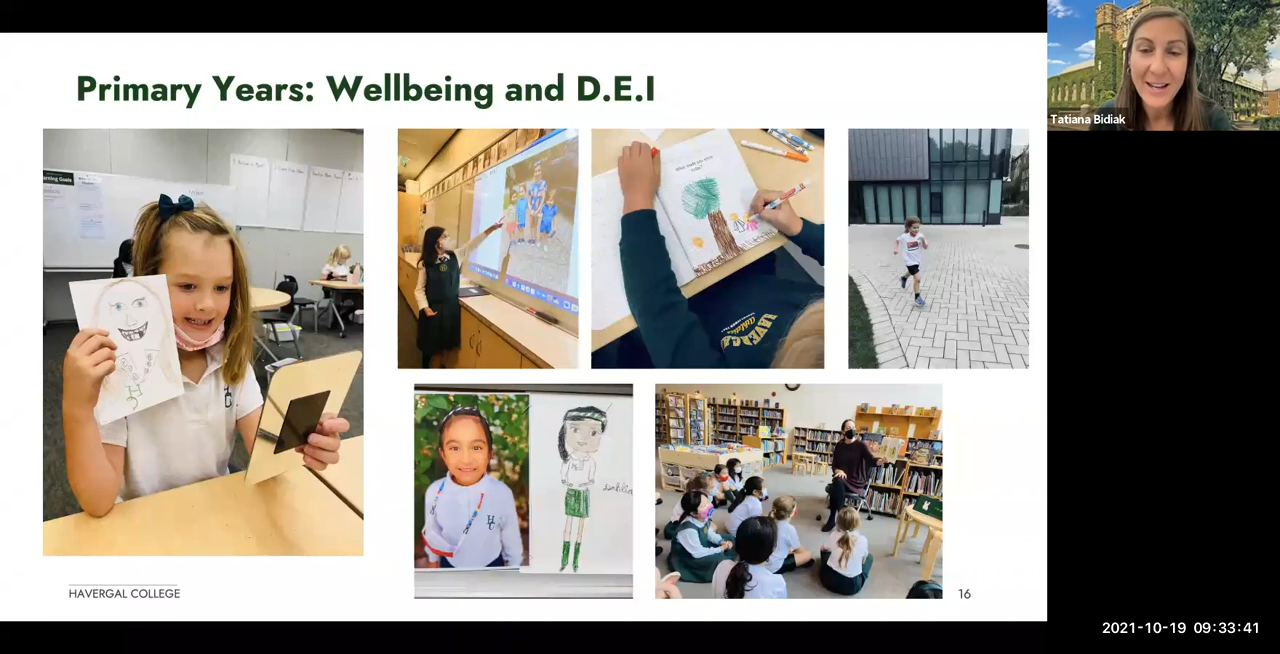 Primary Years: Wellbeing and D.E.I
Tatiana Bidiak
HAVERGAL COLLEGE
16
2021-10-19 09:33:41